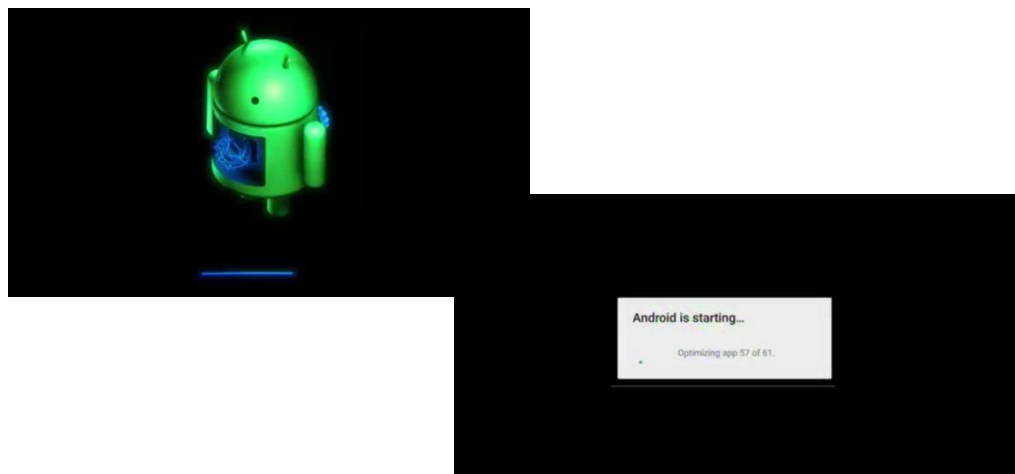 Android is starting…
Optimizing app 57 of 61.